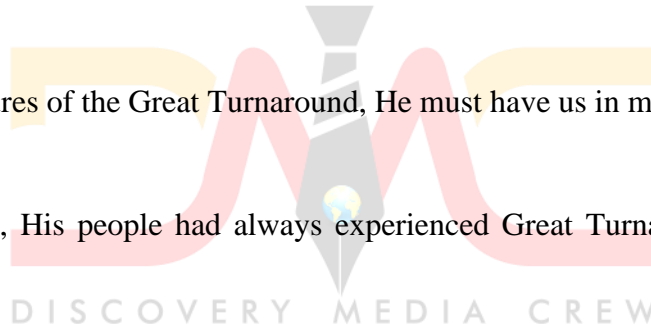 res of the Great Turnaround, He must have us in m
, His people had always experienced Great Turna
DISCOVERY MEDIA CREW